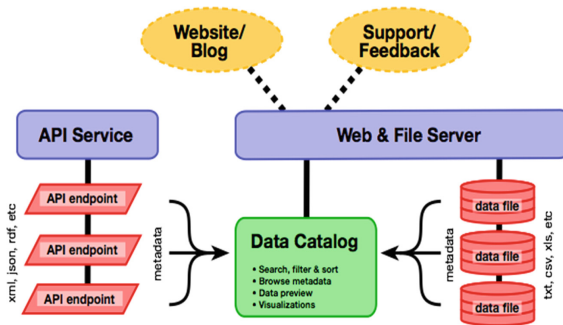 Website/
Blog
Support/
Feedback
API Service
Web & File Server
xml, json, rdf, etc
API endpoint
API endpoint
API endpoint
metadata
Data Catalog
• Search, filter & sort
• Browse metadata
• Data preview
• Visualizations
metadata
data file
data file
data file
txt, csv, xls, etc